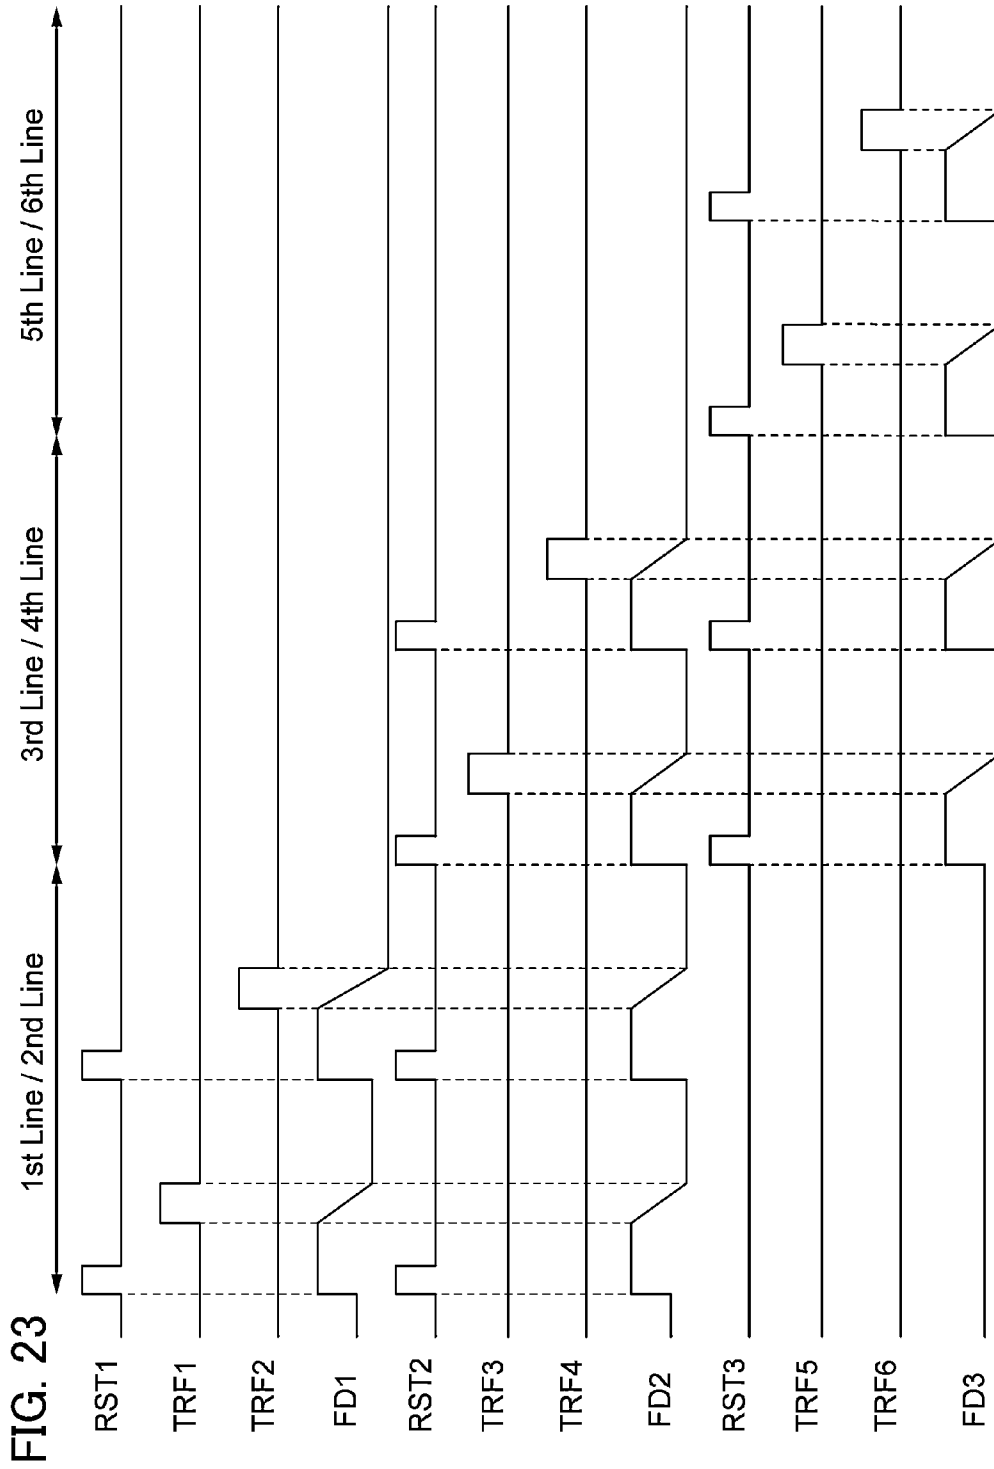 FIG. 23
1st Line / 2nd Line
3rd Line / 4th Line
5th Line / 6th Line
RST1
TRF1
TRF2
FD1
RST2
TRF3
TRF4
FD2
RST3
TRF5
TRF6
FD3